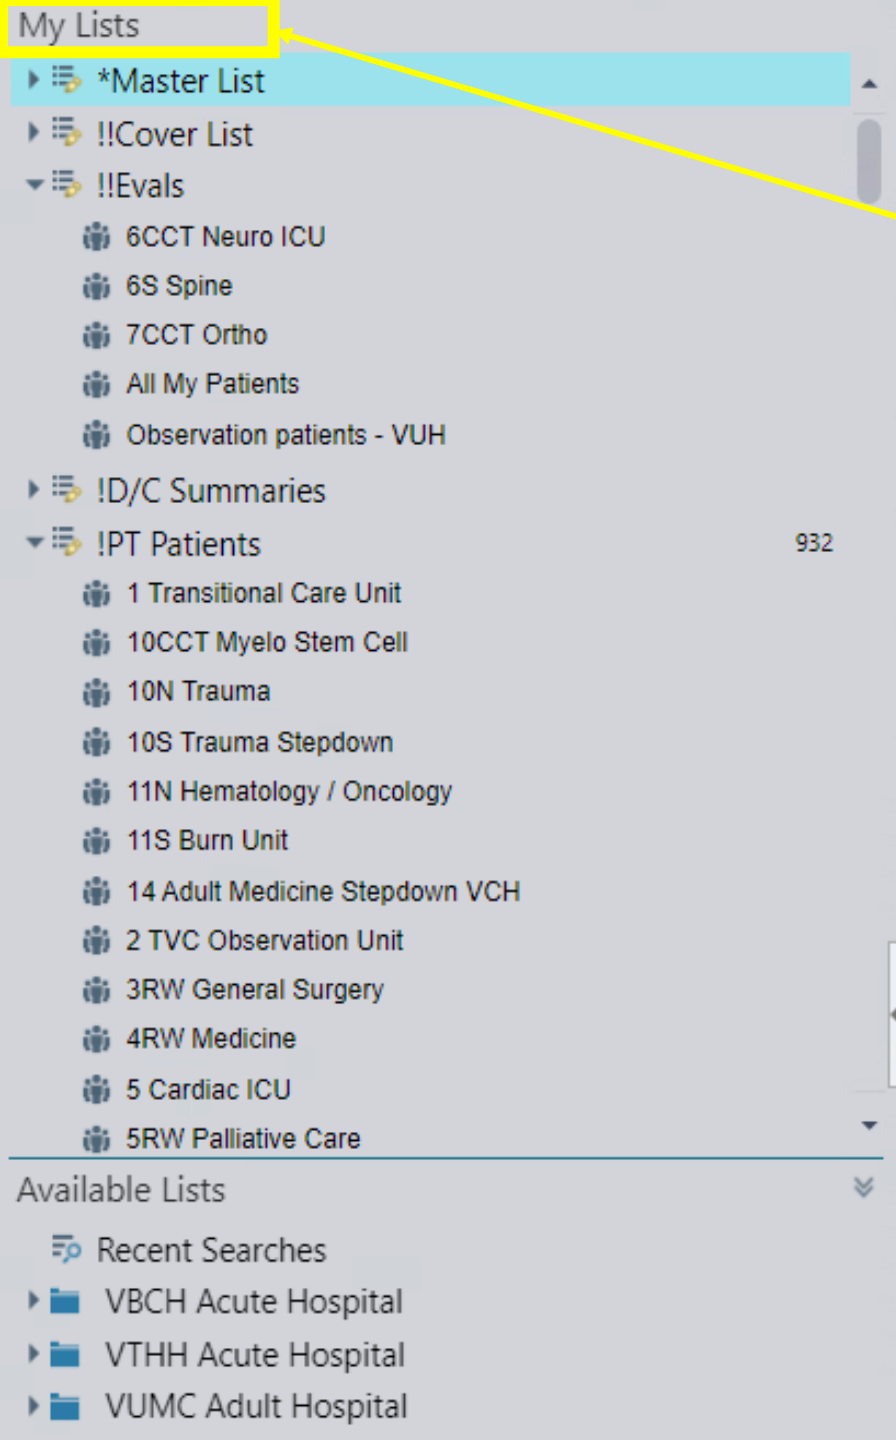 My Lists
*Master List
!!Cover List
!!Evals
6CCT Neuro ICU
6S Spine
7CCT Ortho
All My Patients
Observation patients - VUH
!D/C Summaries
!PT Patients 932
1 Transitional Care Unit
10CCT Myelo Stem Cell
10N Trauma
10S Trauma Stepdown
11N Hematology / Oncology
11S Burn Unit
14 Adult Medicine Stepdown VCH
2 TVC Observation Unit
3RW General Surgery
4RW Medicine
5 Cardiac ICU
5RW Palliative Care
Available Lists
Recent Searches
VBCH Acute Hospital
VTHH Acute Hospital
VUMC Adult Hospital